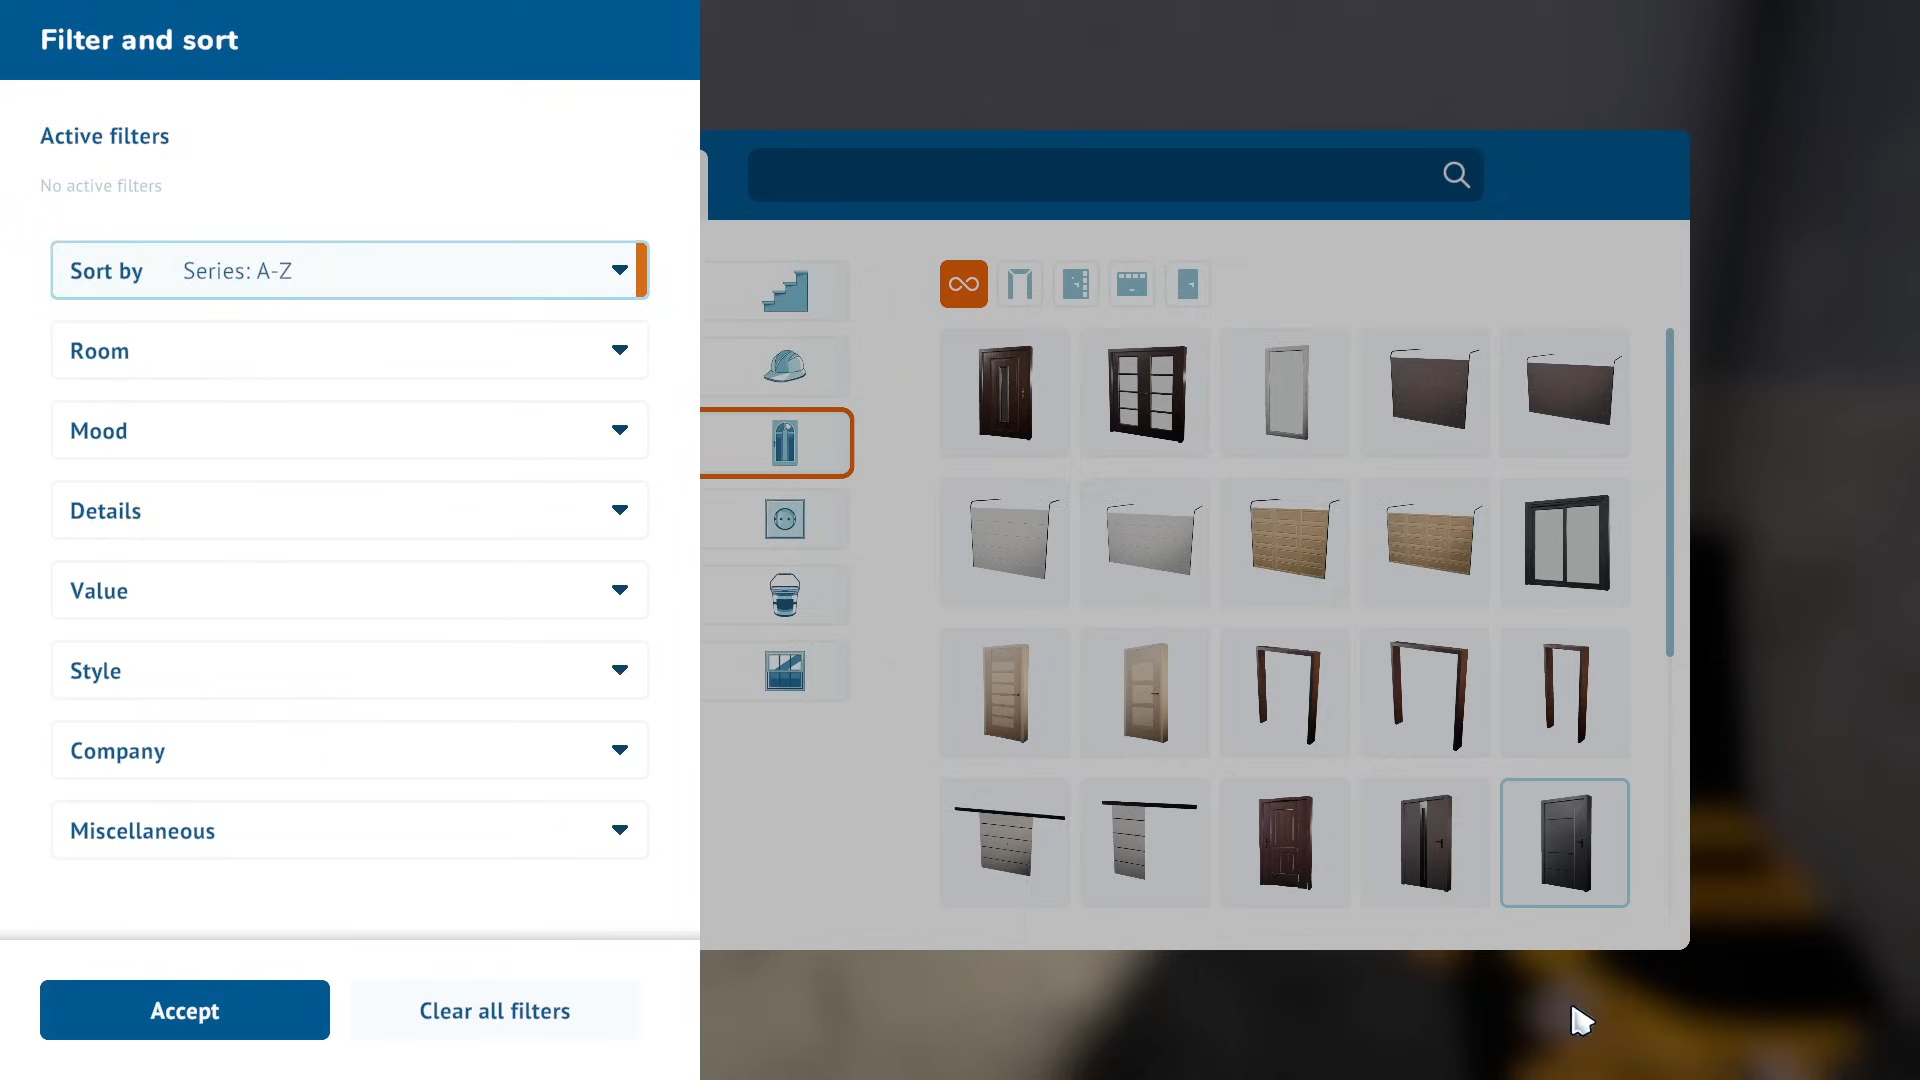 Filter and sort
Active filters
No active filters
Sort by Series: A-Z
Room
Mood
Details
Value
Style
Company
Miscellaneous
Accept
Clear all filters